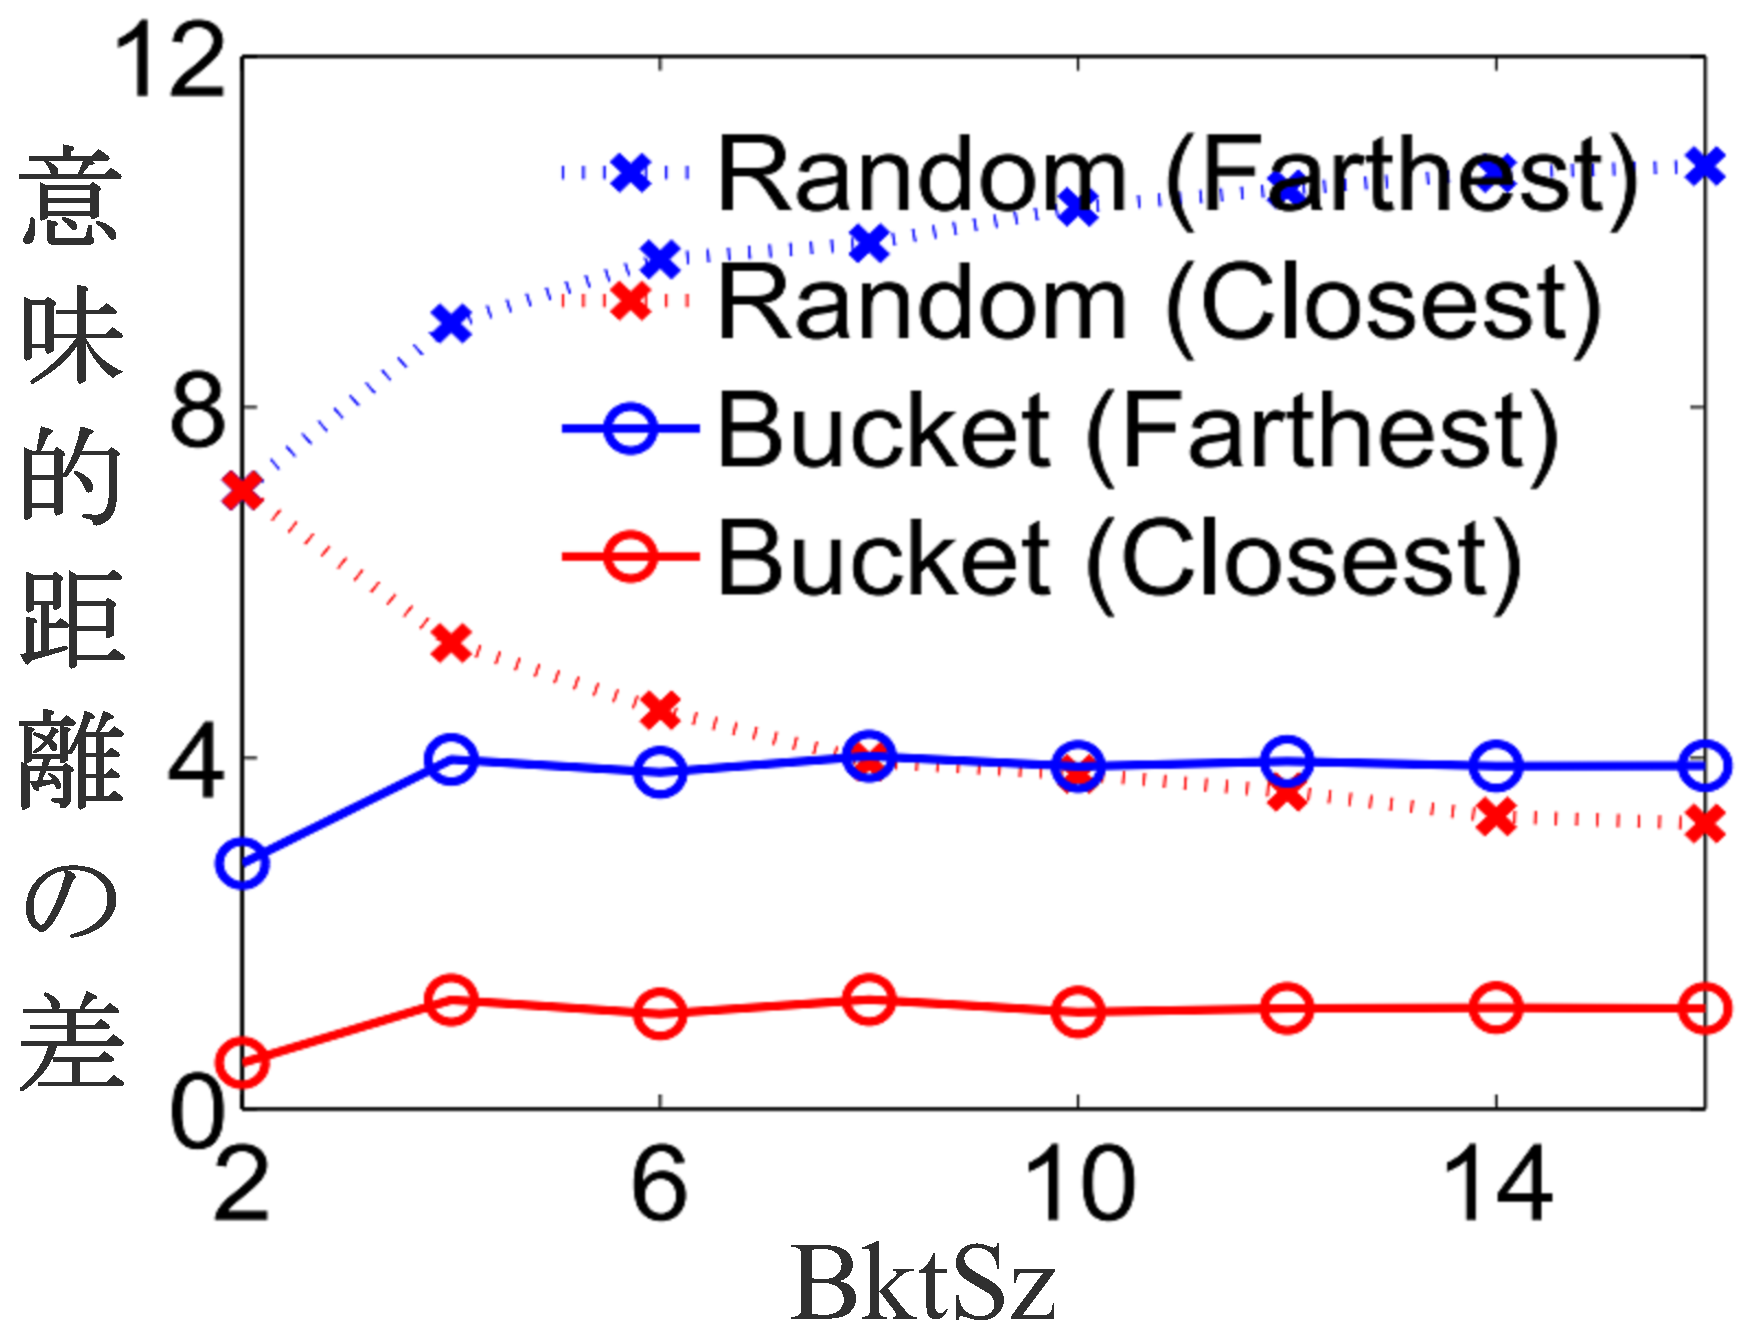 意味的距離の差
12
8
4
0
Random (Farthest)
Random (Closest)
Bucket (Farthest)
Bucket (Closest)
2 6 10 14
BktSz